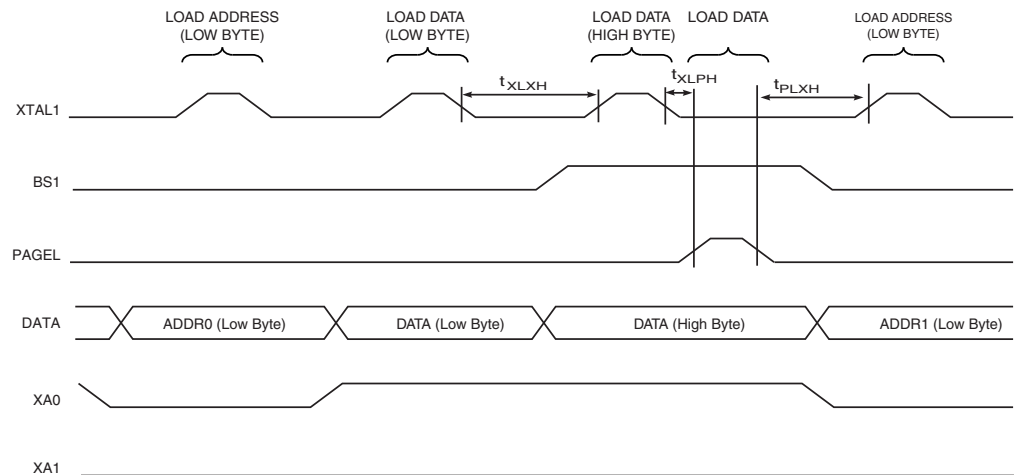 LOAD ADDRESS
(LOW BYTE)
LOAD DATA
(LOW BYTE)
LOAD DATA
(HIGH BYTE)
LOAD DATA
LOAD ADDRESS
(LOW BYTE)
XTAL1
tXLXH
tXLPH
tPLXH
BS1
PAGEL
DATA
ADDR0 (Low Byte)
DATA (Low Byte)
DATA (High Byte)
ADDR1 (Low Byte)
XA0
XA1